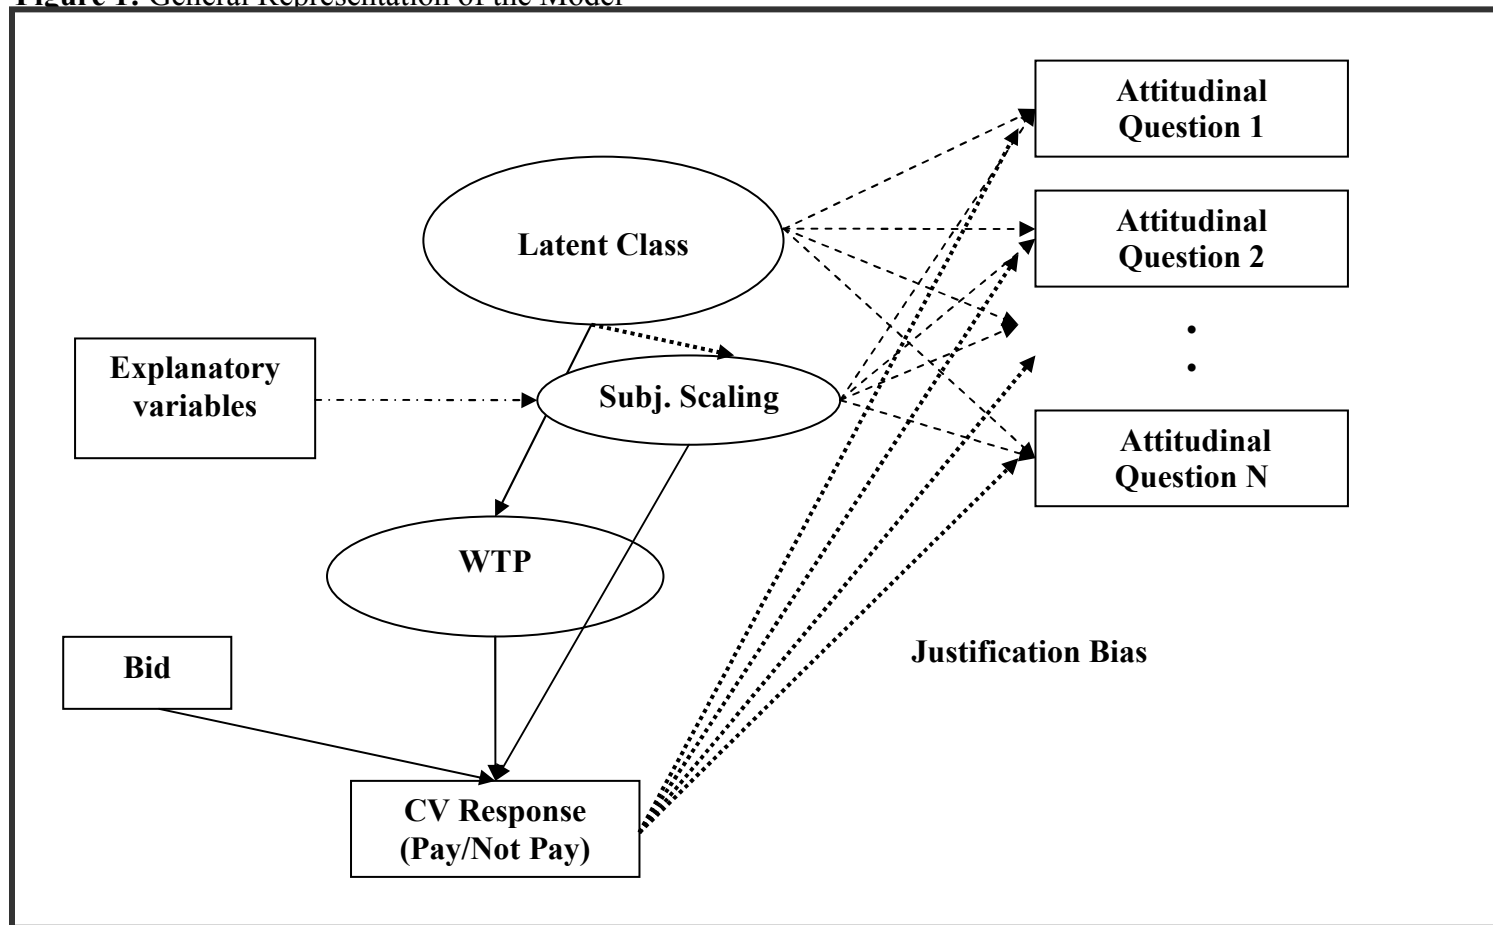 Figure 1: General Representation of the Model
Attitudinal
Question 1
Attitudinal
Question 2
Latent Class
Explanatory
variables
Subj. Scaling
Attitudinal
Question N
WTP
Justification Bias
Bid
CV Response
(Pay/Not Pay)